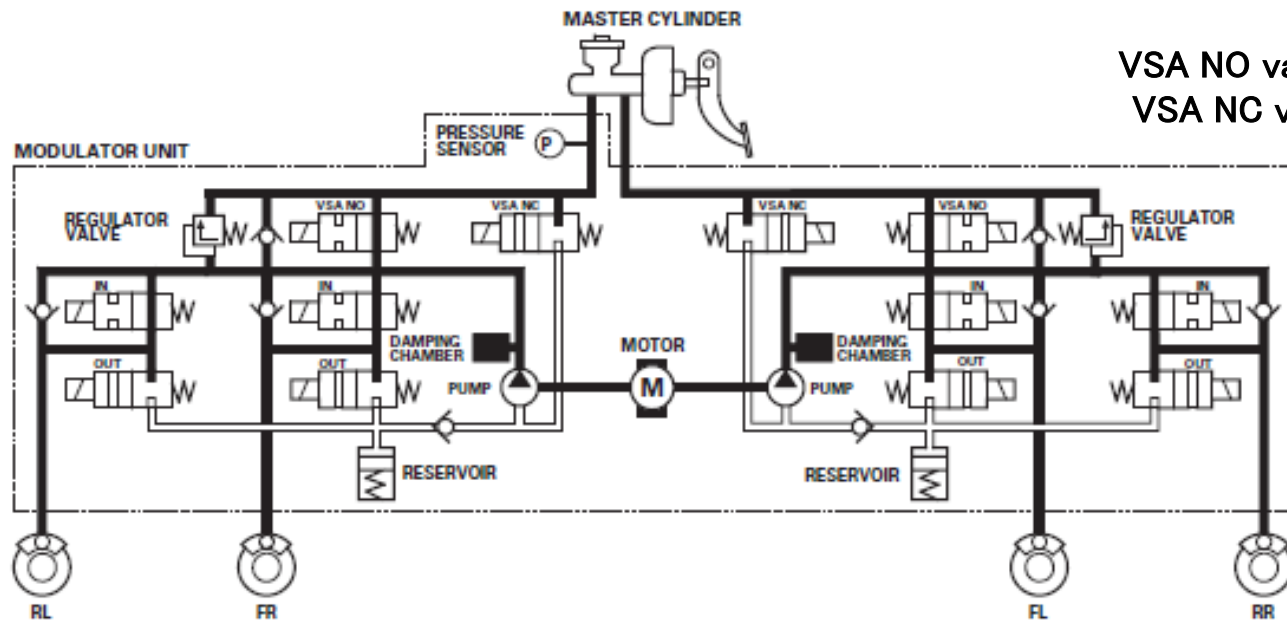 MASTER CYLINDER
VSA NO va
VSA NC v
PRESSURE
SENSOR
P
MODULATOR UNIT
REGULATOR
VALVE
VSA NO
VSA NC
VSA NC
VSA NO
REGULATOR
VALVE
IN
IN
IN
IN
DAMPING
CHAMBER
MOTOR
DAMPING
CHAMBER
OUT
OUT
OUT
OUT
PUMP
M
PUMP
RESERVOIR
RESERVOIR
RL
FR
FL
RR